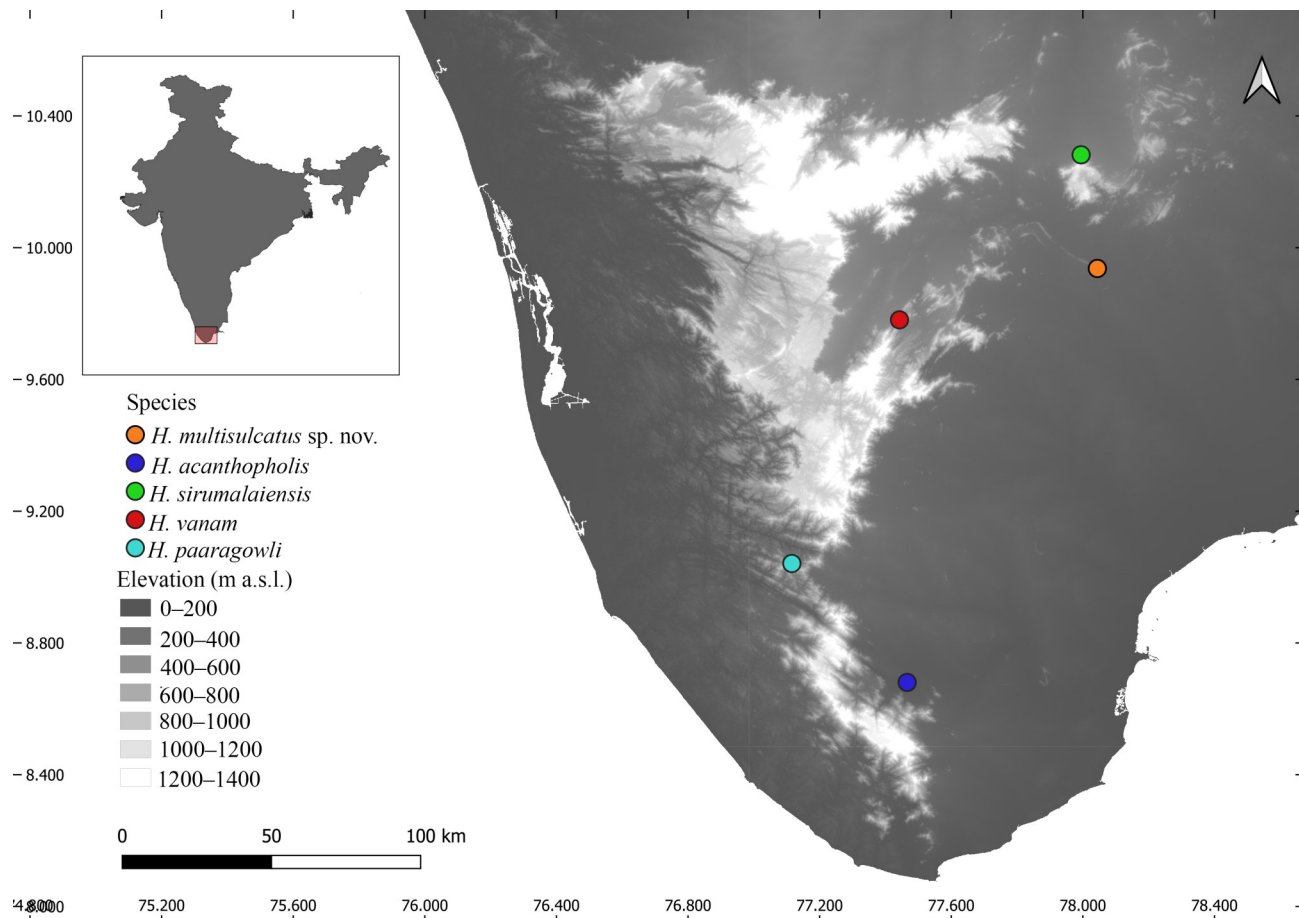 10.400
10.000
9.600
9.200
8.800
8.400
Species
H. multisulcatus sp. nov.
H. acanthopholis
H. sirumalaiensis
H. vanam
H. paaragowli
Elevation (m a.s.l.)
0–200
200–400
400–600
600–800
800–1000
1000–1200
1200–1400
0 50 100 km
75.200 75.600 76.000 76.400 76.800 77.200 77.600 78.000 78.400